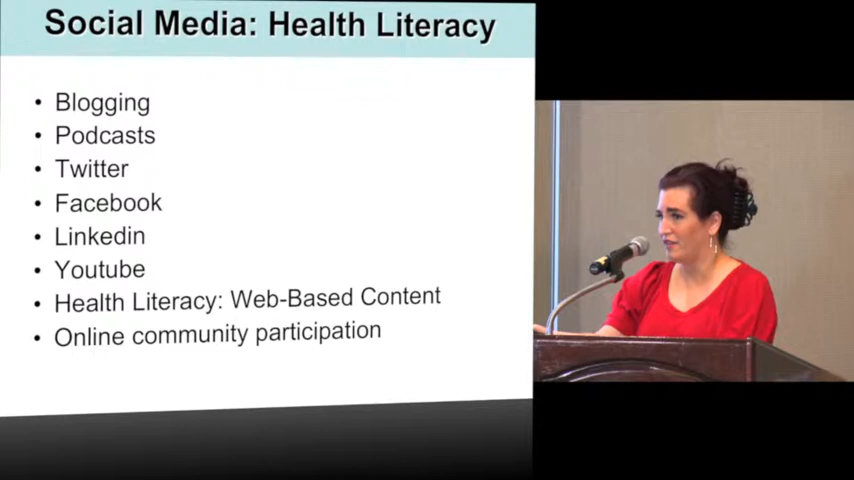 Social Media: Health Literacy
• Blogging
• Podcasts
• Twitter
• Facebook
• Linkedin
• Youtube
• Health Literacy: Web-Based Content
• Online community participation